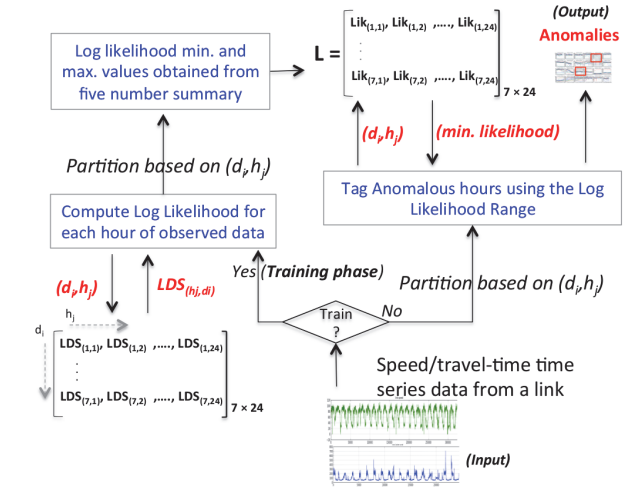 Log likelihood min. and
max. values obtained from
five number summary
L =
Lik(1,1), Lik(1,2) ,...., Lik(1,24)
Lik(7,1), Lik(7,2) ,...., Lik(7,24)
7 × 24
(Output)
Anomalies
(di,hj)
(min. likelihood)
Partition based on (di,hj)
Tag Anomalous hours using the Log
Likelihood Range
Compute Log Likelihood for
each hour of observed data
(di,hj)
LDS(hj,di)
Yes (Training phase)
Partition based on (di,hj)
No
Train
?
hj
di
LDS(1,1), LDS(1,2) ,...., LDS(1,24)
LDS(7,1), LDS(7,2) ,...., LDS(7,24)
7 × 24
Speed/travel-time time
series data from a link
(Input)